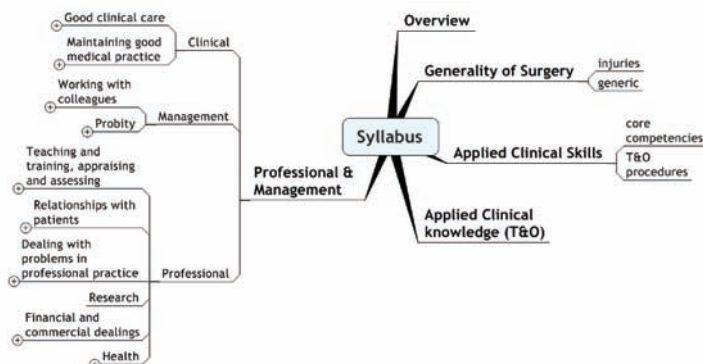 Good clinical care
Maintaining good
medical practice
Clinical
Working with
colleagues
Probity
Management
Teaching and
training, appraising
and assessing
Relationships with
patients
Dealing with
problems in
professional practice
Research
Financial and
commercial dealings
Health
Professional
Professional &
Management
Syllabus
Overview
Generality of Surgery
injuries
generic
Applied Clinical Skills
core
competencies
T&O
procedures
Applied Clinical
knowledge (T&O)